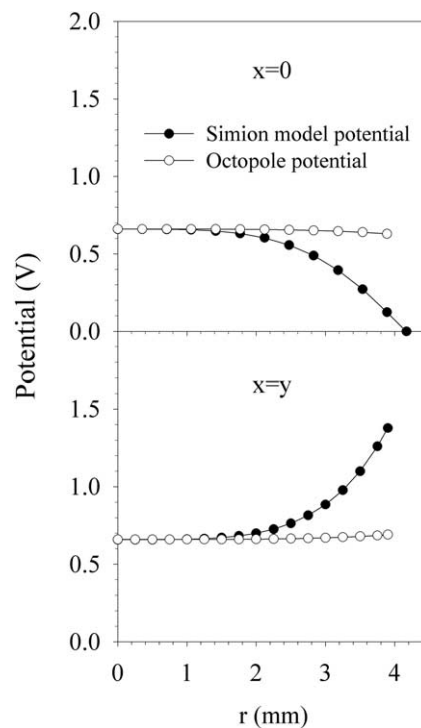 2.0
x=0
1.5
Simion model potential
Octopole potential
1.0
0.5
0.0
Potential (V)
x=y
1.5
1.0
0.5
0.0
0 1 2 3 4
r (mm)